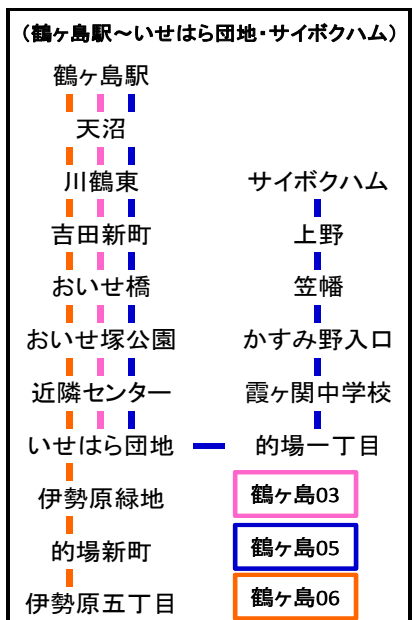 (鶴ヶ島駅～いせはら団地・サイボクハム)
鶴ヶ島駅
天沼
川鶴東
吉田新町
おいせ橋
おいせ塚公園
近隣センター
いせはら団地
伊勢原緑地
的場新町
伊勢原五丁目
サイボクハム
上野
笠幡
かすみ野入口
霞ヶ関中学校
的場一丁目
鶴ヶ島03
鶴ヶ島05
鶴ヶ島06